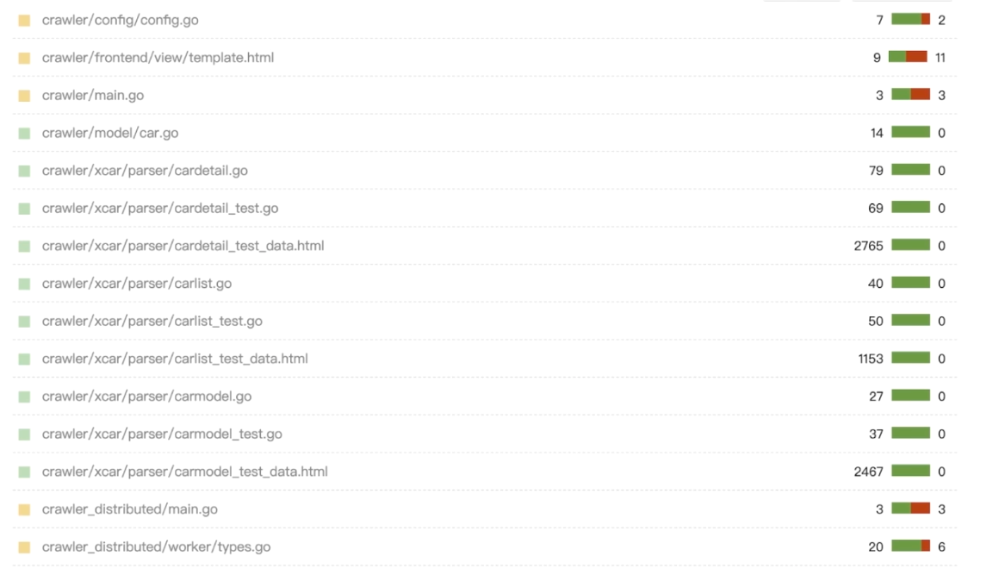 crawler/config/config.go 7 2
crawler/frontend/view/template.html 9 11
crawler/main.go 3 3
crawler/model/car.go 14 0
crawler/xcar/parser/cardetail.go 79 0
crawler/xcar/parser/cardetail_test.go 69 0
crawler/xcar/parser/cardetail_test_data.html 2765 0
crawler/xcar/parser/carlist.go 40 0
crawler/xcar/parser/carlist_test.go 50 0
crawler/xcar/parser/carlist_test_data.html 1153 0
crawler/xcar/parser/carmodel.go 27 0
crawler/xcar/parser/carmodel_test.go 37 0
crawler/xcar/parser/carmodel_test_data.html 2467 0
crawler_distributed/main.go 3 3
crawler_distributed/worker/types.go 20 6